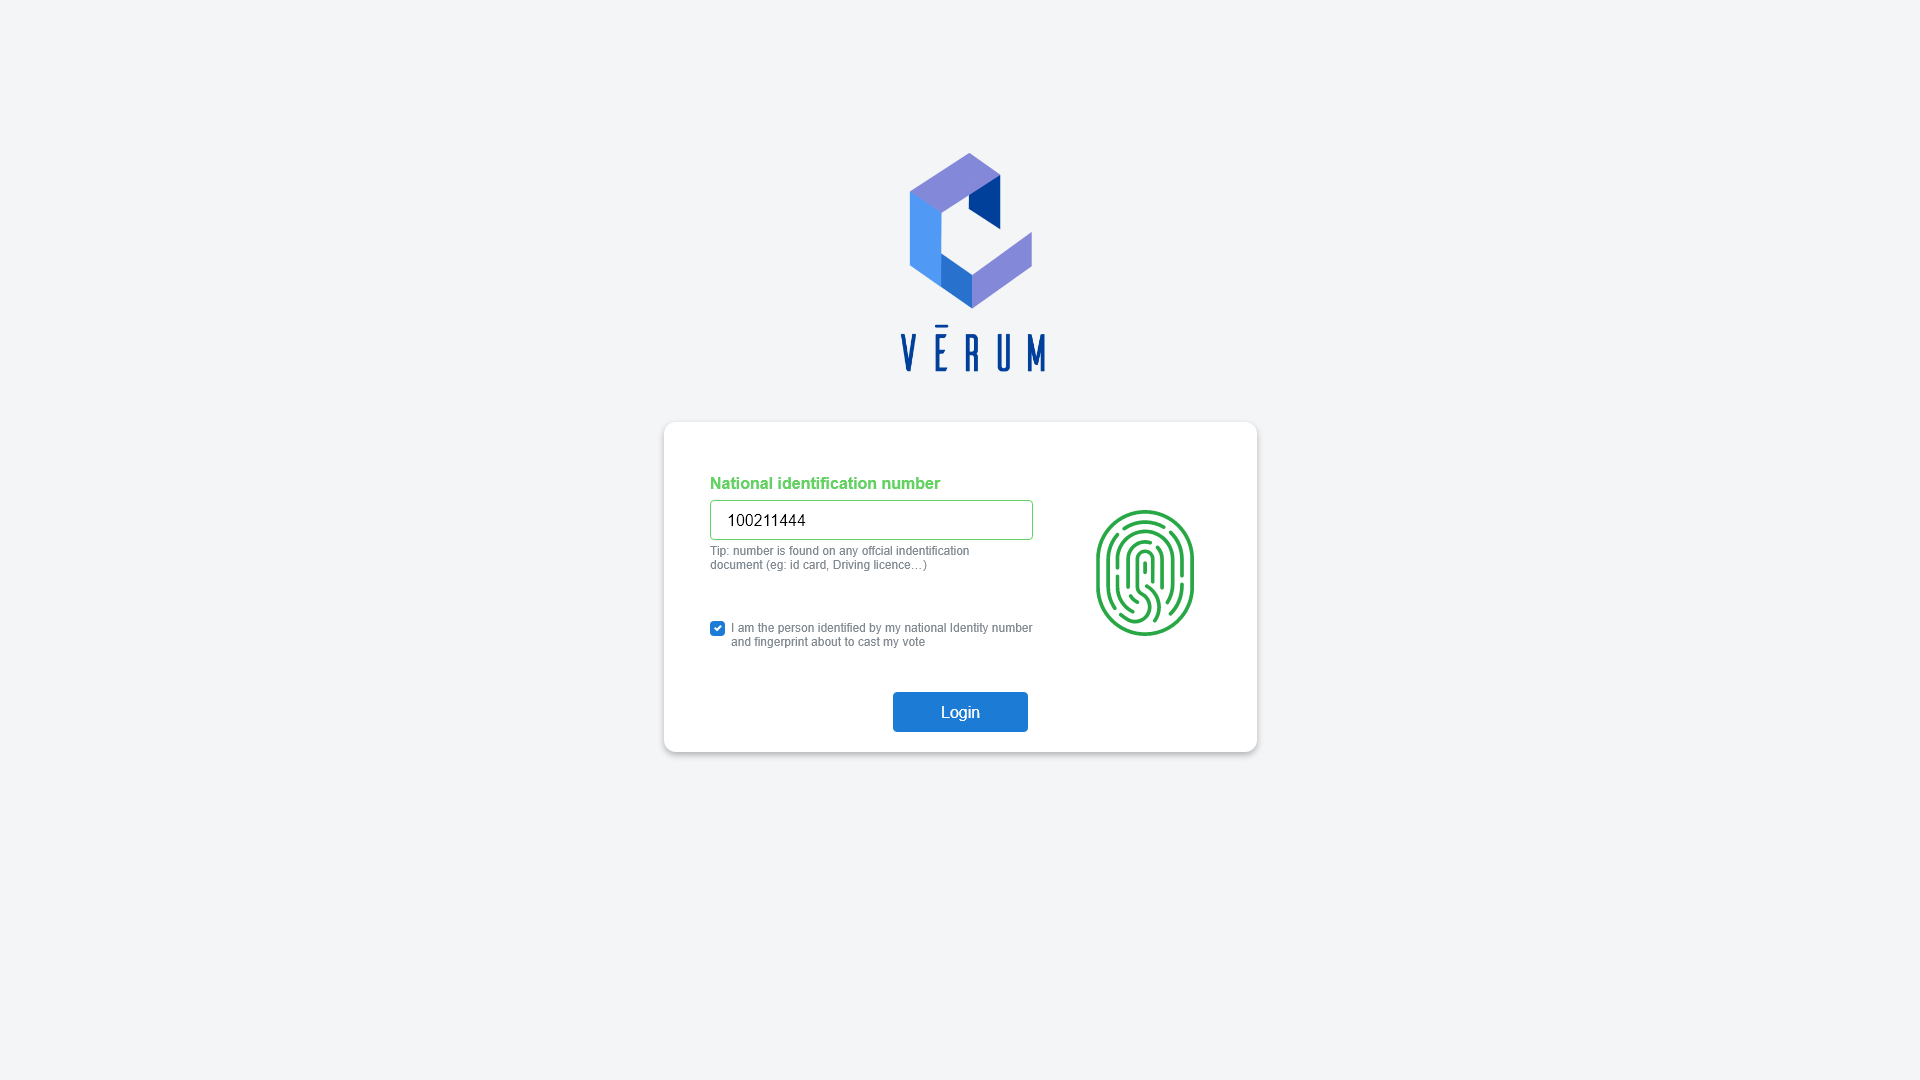 VĒRUM
National identification number
100211444
Tip: number is found on any offcial indentification
document (eg: id card, Driving licence...)
I am the person identified by my national Identity number
and fingerprint about to cast my vote
Login